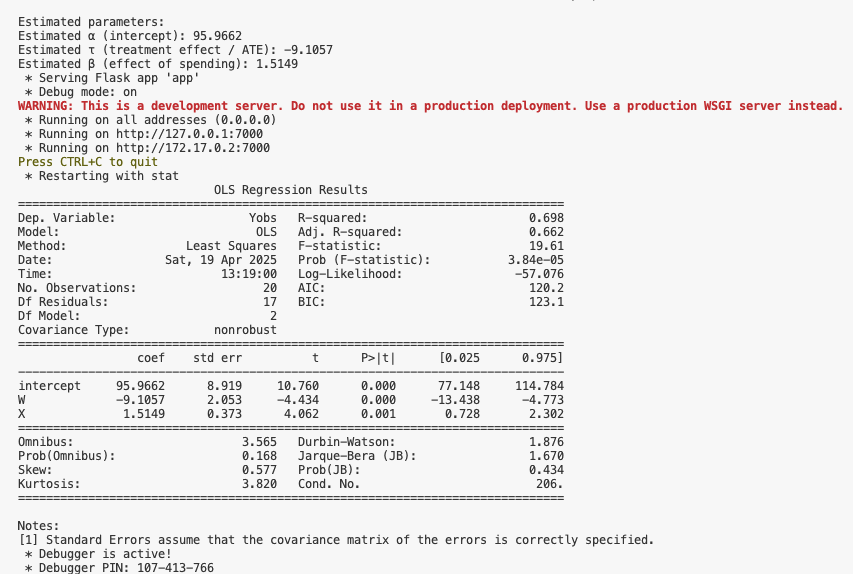 Estimated parameters:
Estimated α (intercept): 95.9662
Estimated τ (treatment effect / ATE): -9.1057
Estimated β (effect of spending): 1.5149
 * Serving Flask app 'app'
 * Debug mode: on
WARNING: This is a development server. Do not use it in a production deployment. Use a production WSGI server instead.
 * Running on all addresses (0.0.0.0)
 * Running on http://127.0.0.1:7000
 * Running on http://172.17.0.2:7000
Press CTRL+C to quit
 * Restarting with stat
                            OLS Regression Results
==============================================================================
Dep. Variable:                   Yobs   R-squared:                       0.698
Model:                            OLS   Adj. R-squared:                  0.662
Method:                 Least Squares   F-statistic:                     19.61
Date:                Sat, 19 Apr 2025   Prob (F-statistic):           3.84e-05
Time:                        13:19:00   Log-Likelihood:                -57.076
No. Observations:                  20   AIC:                             120.2
Df Residuals:                      17   BIC:                             123.1
Df Model:                           2
Covariance Type:            nonrobust
==============================================================================
                 coef    std err          t      P>|t|      [0.025      0.975]
------------------------------------------------------------------------------
intercept     95.9662      8.919     10.760      0.000      77.148     114.784
W             -9.1057      2.053     -4.434      0.000     -13.438      -4.773
X              1.5149      0.373      4.062      0.001       0.728       2.302
==============================================================================
Omnibus:                        3.565   Durbin-Watson:                   1.876
Prob(Omnibus):                  0.168   Jarque-Bera (JB):                1.670
Skew:                           0.577   Prob(JB):                        0.434
Kurtosis:                       3.820   Cond. No.                         206.
==============================================================================
Notes:
[1] Standard Errors assume that the covariance matrix of the errors is correctly specified.
 * Debugger is active!
 * Debugger PIN: 107-413-766